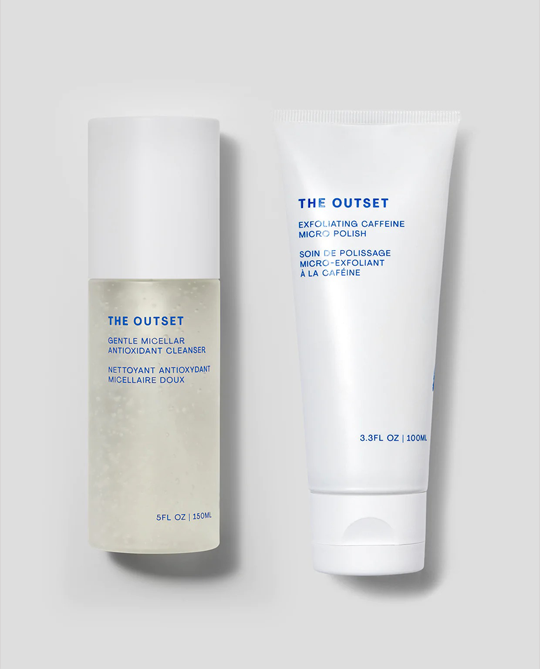 THE OUTSET
GENTLE MICELLAR
ANTIOXIDANT CLEANSER
NETTOYANT ANTIOXYDANT
MICELLAIRE DOUX
5FL OZ | 150ML
THE OUTSET
EXFOLIATING CAFFEINE
MICRO POLISH
SOIN DE POLISSAGE
MICRO-EXFOLIANT
À LA CAFÉINE
3.3FL OZ | 100ML